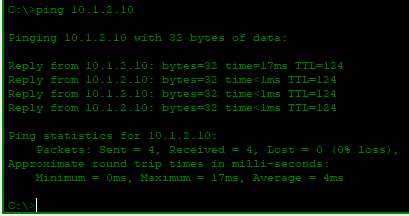 C:\>ping 10.1.2.10
Pinging 10.1.2.10 with 32 bytes of data:
Reply from 10.1.2.10: bytes=32 time=17ms TTL=124
Reply from 10.1.2.10: bytes=32 time<1ms TTL=124
Reply from 10.1.2.10: bytes=32 time<1ms TTL=124
Reply from 10.1.2.10: bytes=32 time<1ms TTL=124
Ping statistics for 10.1.2.10:
    Packets: Sent = 4, Received = 4, Lost = 0 (0% loss),
Approximate round trip times in milli-seconds:
    Minimum = 0ms, Maximum = 17ms, Average = 4ms
C:\>